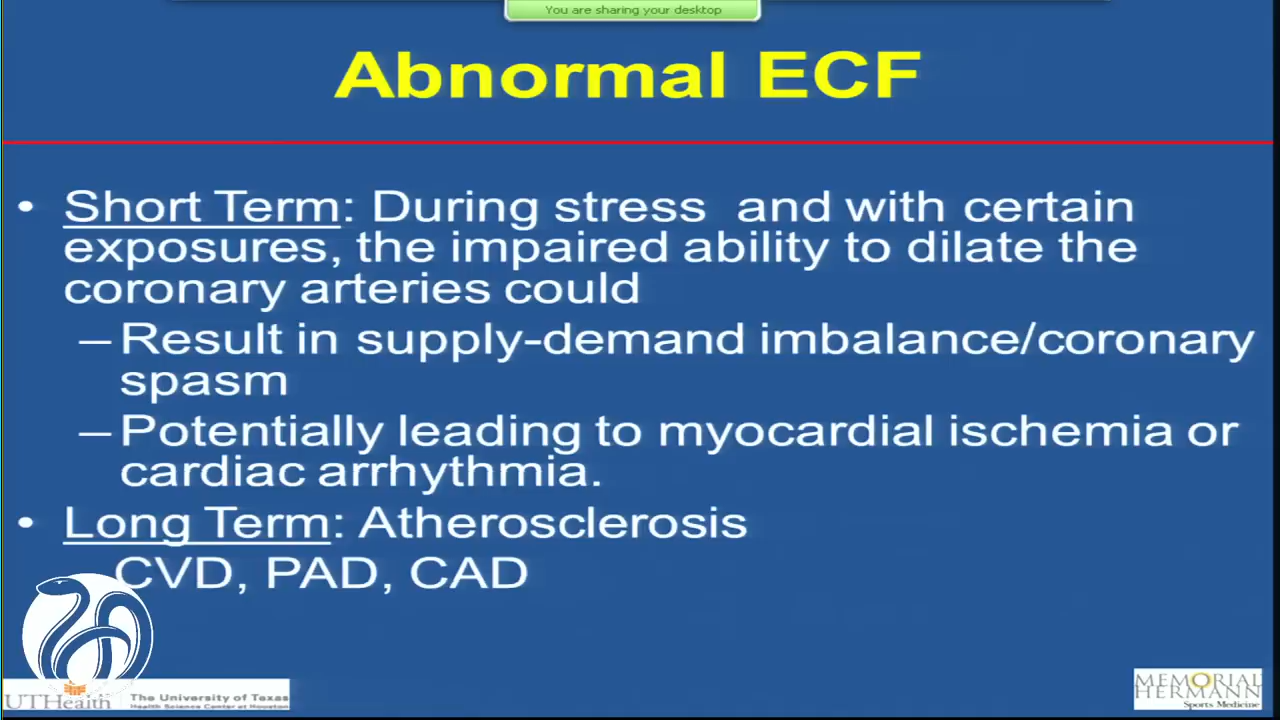 You are sharing your desktop
Abnormal ECF
• Short Term: During stress and with certain
exposures, the impaired ability to dilate the
coronary arteries could
– Result in supply-demand imbalance/coronary
spasm
– Potentially leading to myocardial ischemia or
cardiac arrhythmia.
• Long Term: Atherosclerosis
CVD, PAD, CAD
UTHealth
The University of Texas
Health Science Center at Houston
MEMORIAL
HERMANN
Sports Medicine